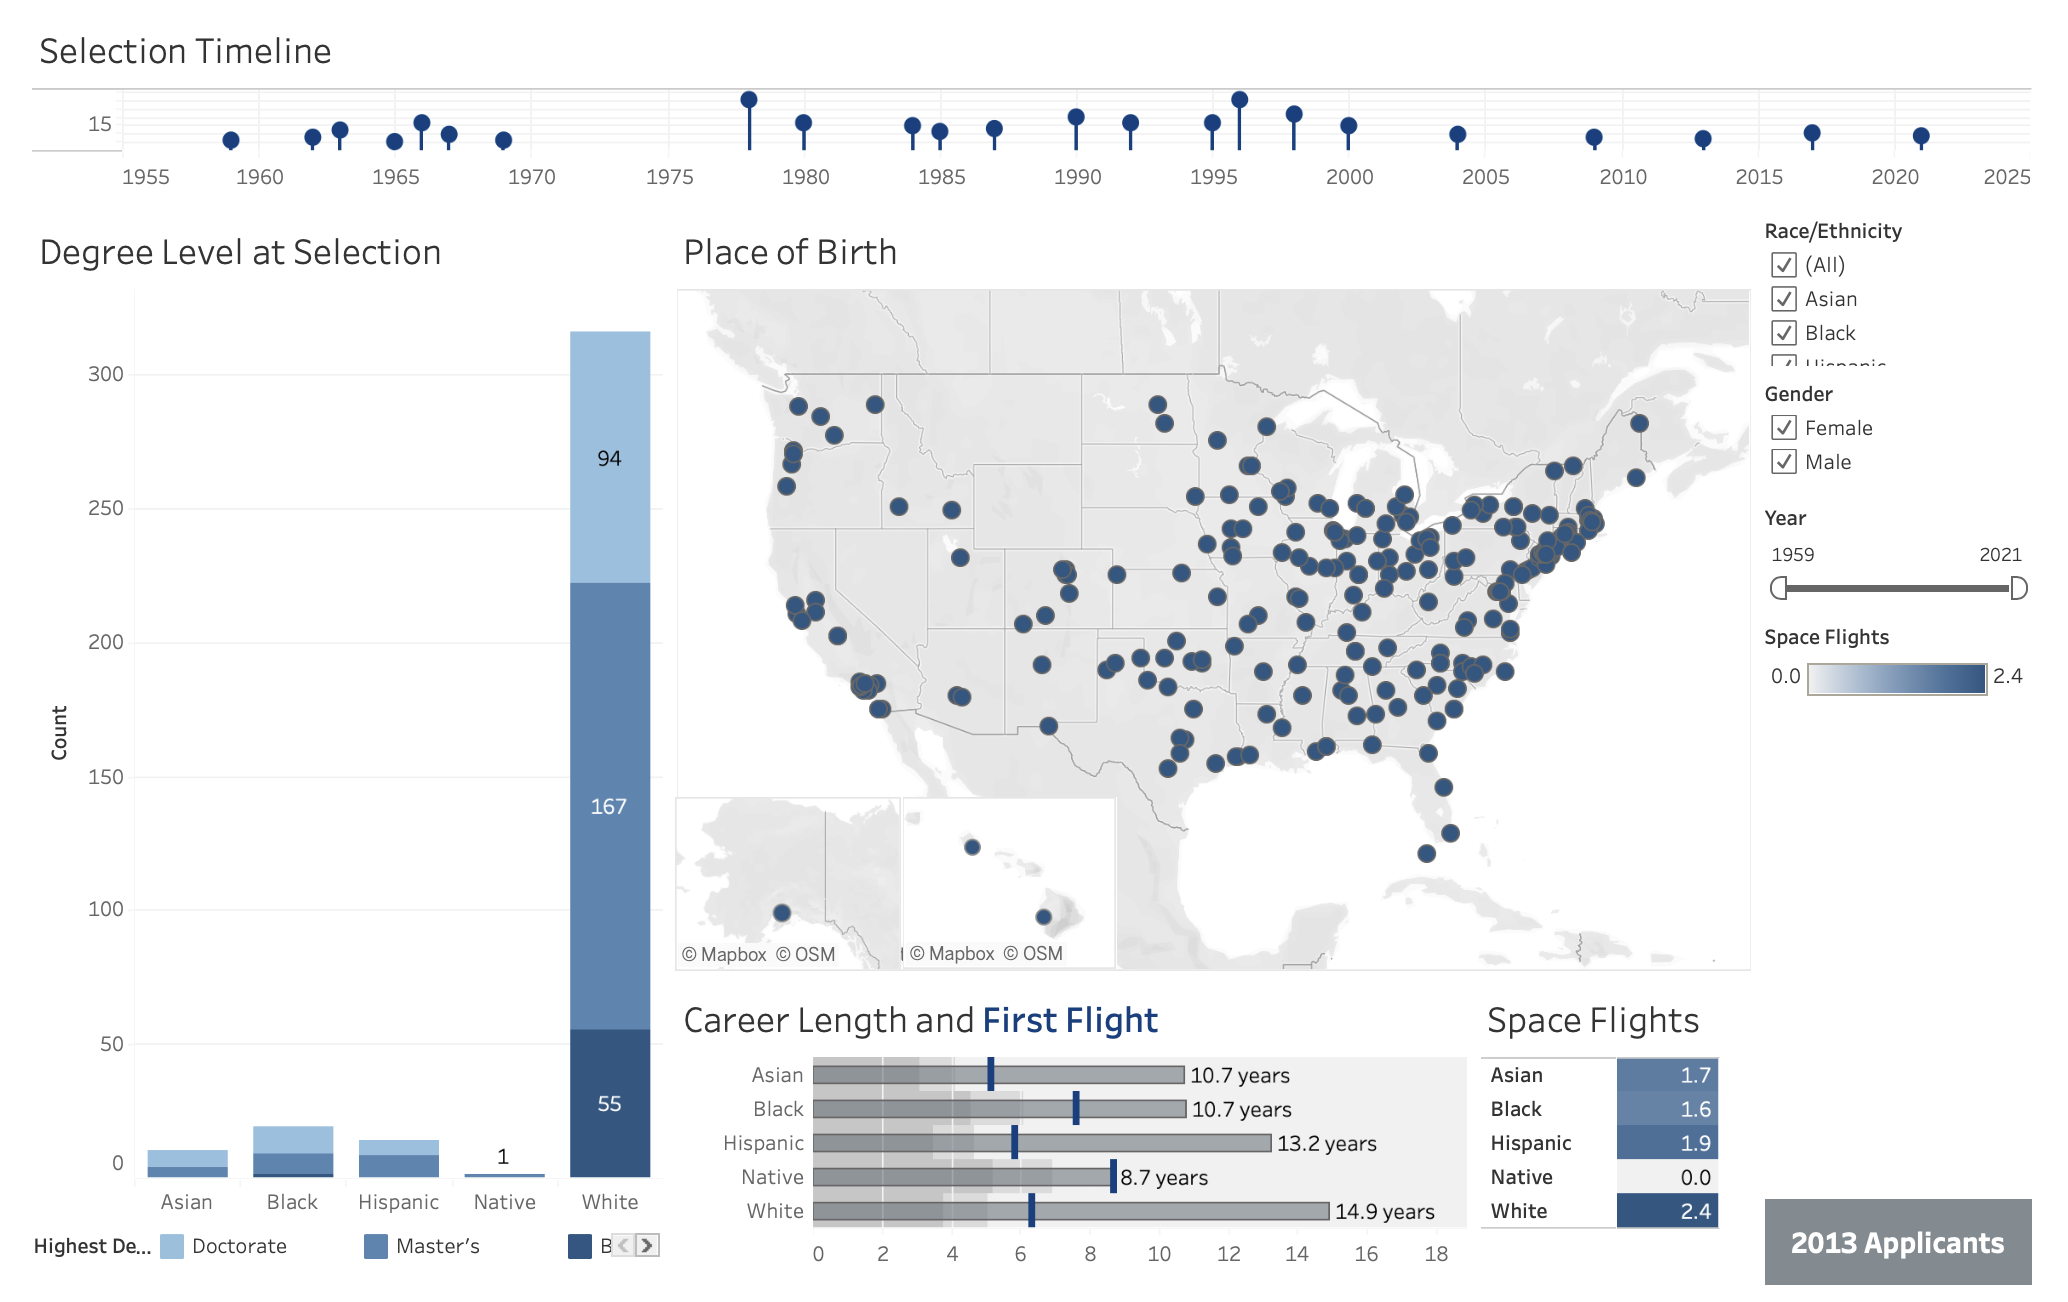 Selection Timeline
15
1955 1960 1965 1970 1975 1980 1985 1990 1995 2000 2005 2010 2015 2020 2025
Degree Level at Selection
Count
300
250
200
150
100
50
0
94
167
55
1
Asian Black Hispanic Native White
Highest De... Doctorate Master's B
Place of Birth
© Mapbox © OSM
© Mapbox © OSM
Career Length and First Flight
Asian 10.7 years
Black 10.7 years
Hispanic 13.2 years
Native 8.7 years
White 14.9 years
0 2 4 6 8 10 12 14 16 18
Space Flights
Asian 1.7
Black 1.6
Hispanic 1.9
Native 0.0
White 2.4
Race/Ethnicity
(All)
Asian
Black
Hispanic
Gender
Female
Male
Year
1959 2021
Space Flights
0.0 2.4
2013 Applicants